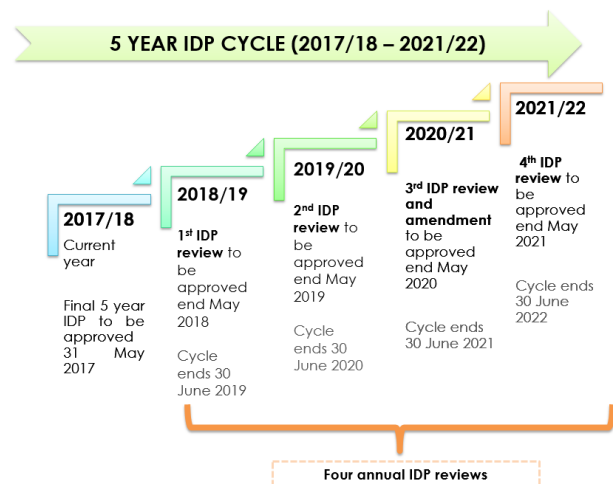 5 YEAR IDP CYCLE (2017/18 – 2021/22)
2017/18
Current
year
Final 5 year
IDP to be
approved
31 May
2017
2018/19
1st IDP
review to
be
approved
end May
2018
Cycle
ends 30
June 2019
2019/20
2nd IDP
review to
be
approved
end May
2019
Cycle
ends 30
June 2020
2020/21
3rd IDP review
and
amendment
to be
approved
end May
2020
Cycle ends
30 June 2021
2021/22
4th IDP
review to
be
approved
end May
2021
Cycle ends
30 June
2022
Four annual IDP reviews